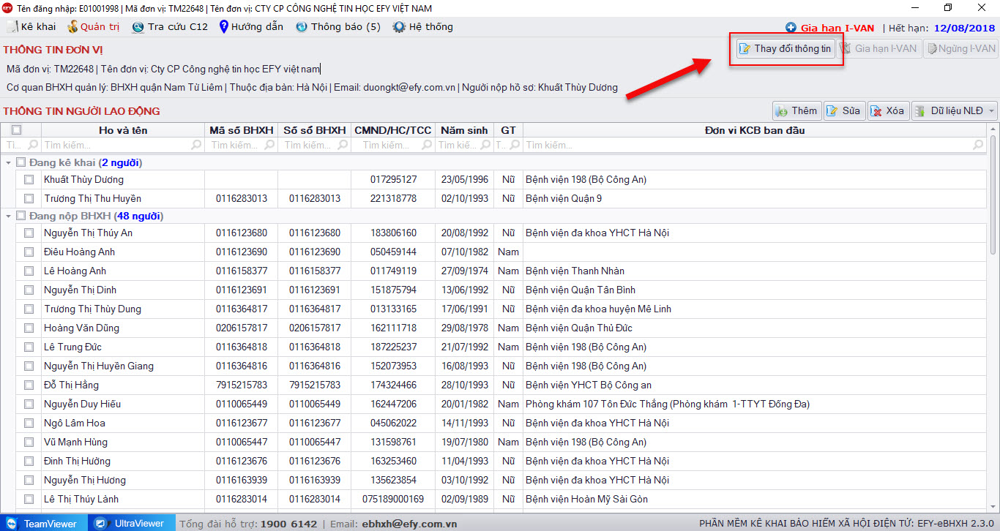 EFY Tên đăng nhập: E01001998 | Mã đơn vị: TM22648 | Tên đơn vị: CTY CP CÔNG NGHỆ TIN HỌC EFY VIỆT NAM
Kê khai Quản trị Tra cứu C12 Hướng dẫn Thông báo (5) Hệ thống Gia hạn I-VAN | Hết hạn: 12/08/2018
THÔNG TIN ĐƠN VỊ Thay đổi thông tin Gia hạn I-VAN Ngừng I-VAN
Mã đơn vị: TM22648 | Tên đơn vị: Cty CP Công nghệ tin học EFY việt nam
Cơ quan BHXH quản lý: BHXH quận Nam Từ Liêm | Thuộc địa bàn: Hà Nội | Email: duongkt@efy.com.vn | Người nộp hồ sơ: Khuất Thùy Dương
THÔNG TIN NGƯỜI LAO ĐỘNG Thêm Sửa Xóa Dữ liệu NLĐ
Họ và tên Mã số BHXH Số sổ BHXH CMND/HC/TCC Năm sinh GT Đơn vị KCB ban đầu
Tì... Tìm kiếm... Tìm kiếm... Tìm kiếm... Tìm kiếm... Tìm kiế... T.. Tìm kiếm...
Đang kê khai (2 người)
Khuất Thùy Dương 017295127 23/05/1996 Nữ Bệnh viện 198 (Bộ Công An)
Trương Thị Thu Huyền 0116283013 0116283013 221318778 02/10/1993 Nữ Bệnh viện Quận 9
Đang nộp BHXH (48 người)
Nguyễn Thị Thúy An 0116123680 0116123680 183806160 20/08/1992 Nữ Bệnh viện đa khoa YHCT Hà Nội
Điêu Hoàng Anh 0116123690 0116123690 050459144 07/10/1982 Nam
Lê Hoàng Anh 0116158377 0116158377 011749119 27/09/1974 Nam Bệnh viện Thanh Nhàn
Nguyễn Thị Dinh 0116123691 0116123691 151875794 13/06/1992 Nữ Bệnh viện Quận Tân Bình
Trương Thị Thùy Dung 0116364817 0116364817 013133165 17/06/1991 Nữ Bệnh viện đa khoa huyện Mê Linh
Hoàng Văn Dũng 0206157817 0206157817 162111718 29/08/1978 Nam Bệnh viện Quận Thủ Đức
Lê Trung Đức 0116364818 0116364818 187225237 21/07/1992 Nam Bệnh viện 198 (Bộ Công An)
Nguyễn Thị Huyền Giang 0116364816 0116364816 152073953 16/08/1993 Nữ Bệnh viện 198 (Bộ Công An)
Đỗ Thị Hằng 7915215783 7915215783 174324466 28/10/1993 Nữ Bệnh viện YHCT Bộ Công an
Nguyễn Duy Hiếu 0110065449 0110065449 162447206 20/01/1982 Nam Phòng khám 107 Tôn Đức Thắng (Phòng khám 1-TTYT Đống Đa)
Ngô Lâm Hoa 0116123677 0116123677 045062022 14/11/1993 Nữ Bệnh viện đa khoa YHCT Hà Nội
Vũ Mạnh Hùng 0110065447 0110065447 131598761 19/07/1980 Nam Bệnh viện 198 (Bộ Công An)
Đinh Thị Hưởng 0116123676 0116123676 163253460 11/04/1993 Nữ Bệnh viện đa khoa YHCT Hà Nội
Nguyễn Thị Hương 0116163939 0116163939 135623854 03/10/1992 Nữ Bệnh viện đa khoa YHCT Hà Nội
Lê Thị Thúy Lành 0116283014 0116283014 075189000169 02/09/1989 Nữ Bệnh viện Hoàn Mỹ Sài Gòn
TeamViewer UltraViewer Tổng đài hỗ trợ: 1900 6142 | Email: ebhxh@efy.com.vn PHẦN MỀM KÊ KHAI BẢO HIỂM XÃ HỘI ĐIỆN TỬ: EFY-eBHXH 2.3.0